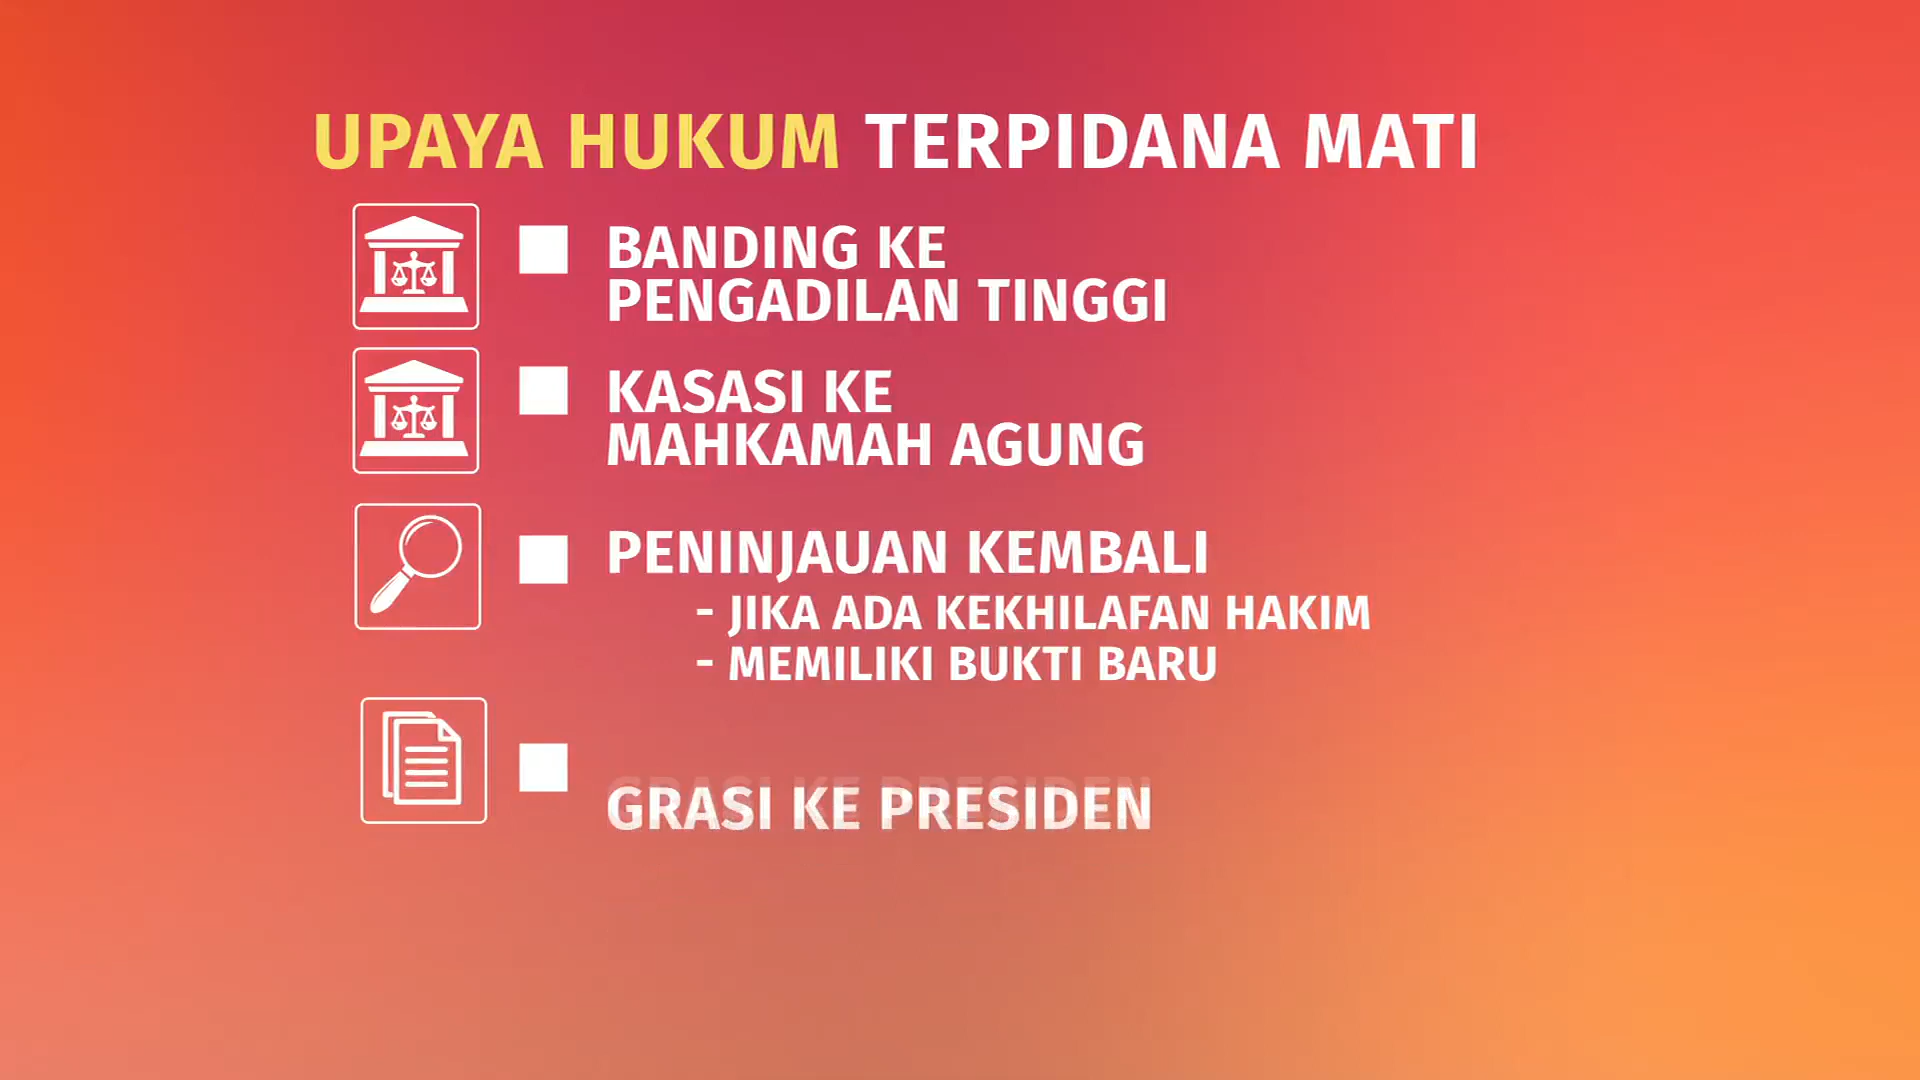 UPAYA HUKUM TERPIDANA MATI
BANDING KE
PENGADILAN TINGGI
KASASI KE
MAHKAMAH AGUNG
PENINJAUAN KEMBALI
- JIKA ADA KEKHILAFAN HAKIM
- MEMILIKI BUKTI BARU
GRASI KE PRESIDEN